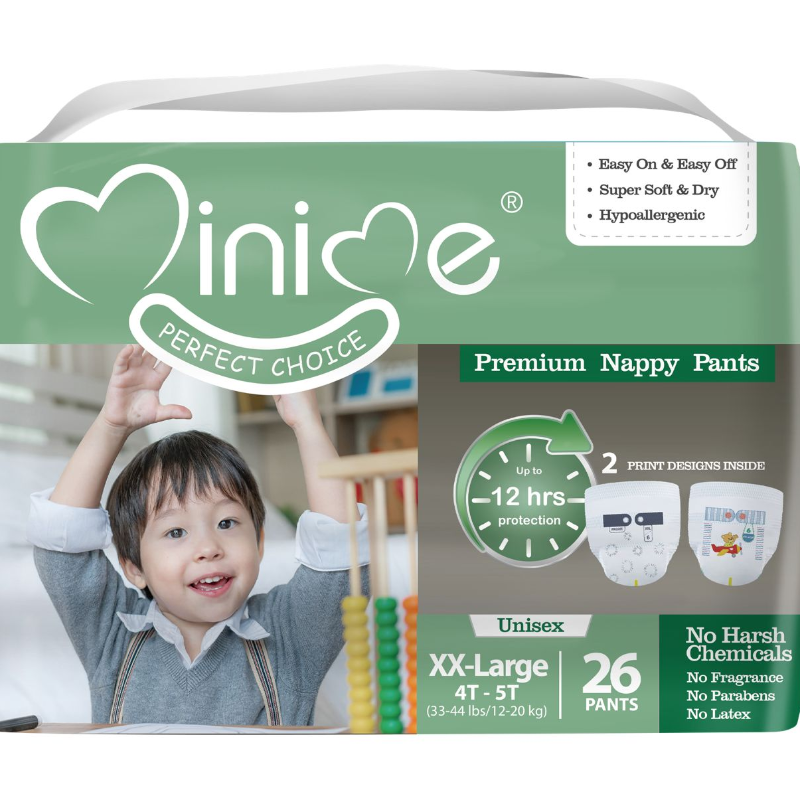 Minime®
PERFECT CHOICE
• Easy On & Easy Off
• Super Soft & Dry
• Hypoallergenic
Premium Nappy Pants
Up to
12 hrs
protection
2 PRINT DESIGNS INSIDE
6
Unisex
XX-Large
4T - 5T
(33-44 lbs/12-20 kg)
26
PANTS
No Harsh
Chemicals
No Fragrance
No Parabens
No Latex